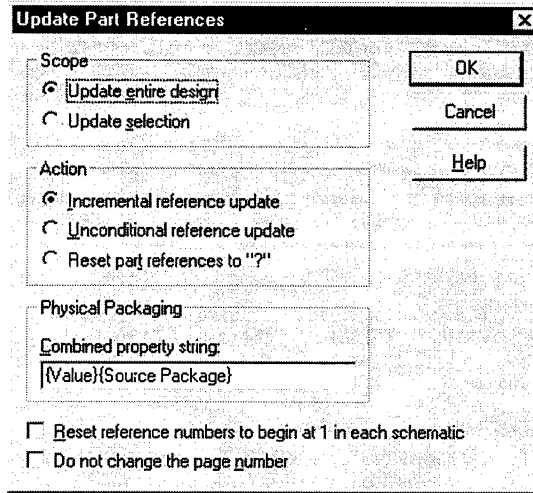 Update Part References
Scope
Update entire design
Update selection
OK
Cancel
Help
Action
Incremental reference update
Unconditional reference update
Reset part references to "?"
Physical Packaging
Combined property string:
{Value}{Source Package}
Reset reference numbers to begin at 1 in each schematic
Do not change the page number